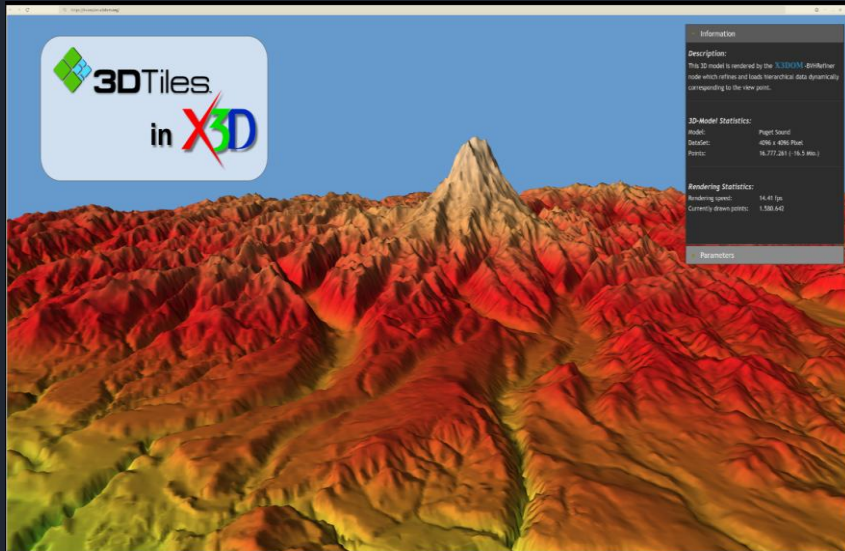 3DTiles
in X3D
Information
Description:
This 3D model is rendered by the X3DOM -BVHRefiner
node which refines and loads hierarchical data dynamically
corresponding to the view point.
3D-Model Statistics:
Model: Puget Sound
DataSet: 4096 x 4096 Pixel
Points: 16.777.261 (~16.5 Mio.)
Rendering Statistics:
Rendering speed: 14.41 fps
Currently drawn points: 1.580.642
Parameters